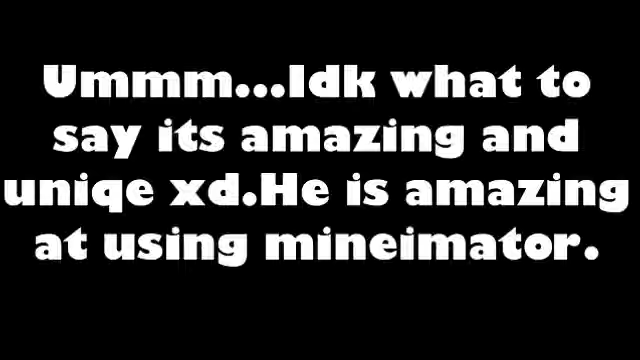 Ummm...Idk what to
say its amazing and
uniqe xd.He is amazing
at using mineimator.